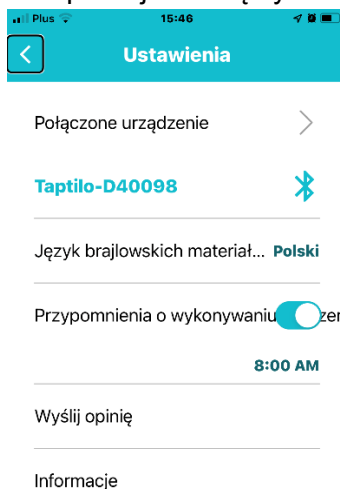 Plus 15:46
Ustawienia
Połączone urządzenie
Taptilo-D40098
Język brajlowskich materiał... Polski
Przypomnienia o wykonywaniu zer
8:00 AM
Wyślij opinię
Informacje